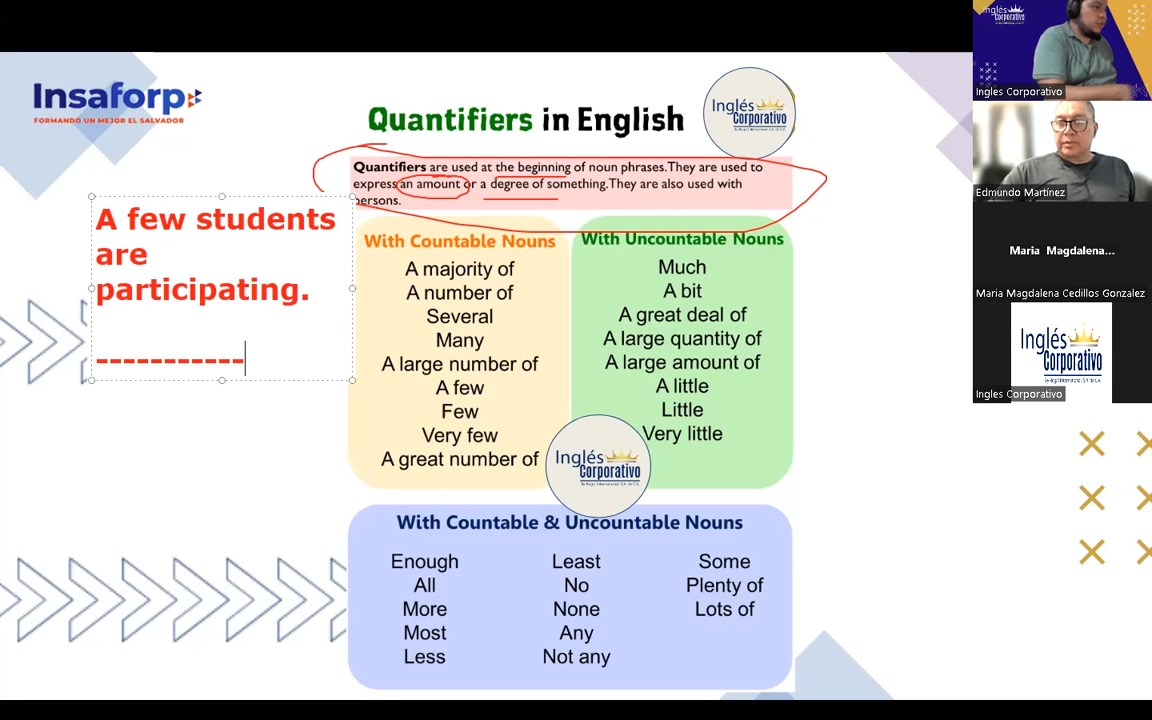 Insaforp
FORMANDO UN MEJOR EL SALVADOR
Quantifiers in English
Inglés
Corporativo
Quantifiers are used at the beginning of noun phrases. They are used to
express an amount or a degree of something. They are also used with
persons.
A few students
are
participating.
-----------
With Countable Nouns
A majority of
A number of
Several
Many
A large number of
A few
Few
Very few
A great number of
With Uncountable Nouns
Much
A bit
A great deal of
A large quantity of
A large amount of
A little
Little
Very little
Inglés
Corporativo
With Countable & Uncountable Nouns
Enough
All
More
Most
Less
Least
No
None
Any
Not any
Some
Plenty of
Lots of
Inglés
Corporativo
Ingles Corporativo
Edmundo Martínez
Maria Magdalena...
Maria Magdalena Cedillos Gonzalez
Inglés
Corporativo
Ingles Corporativo